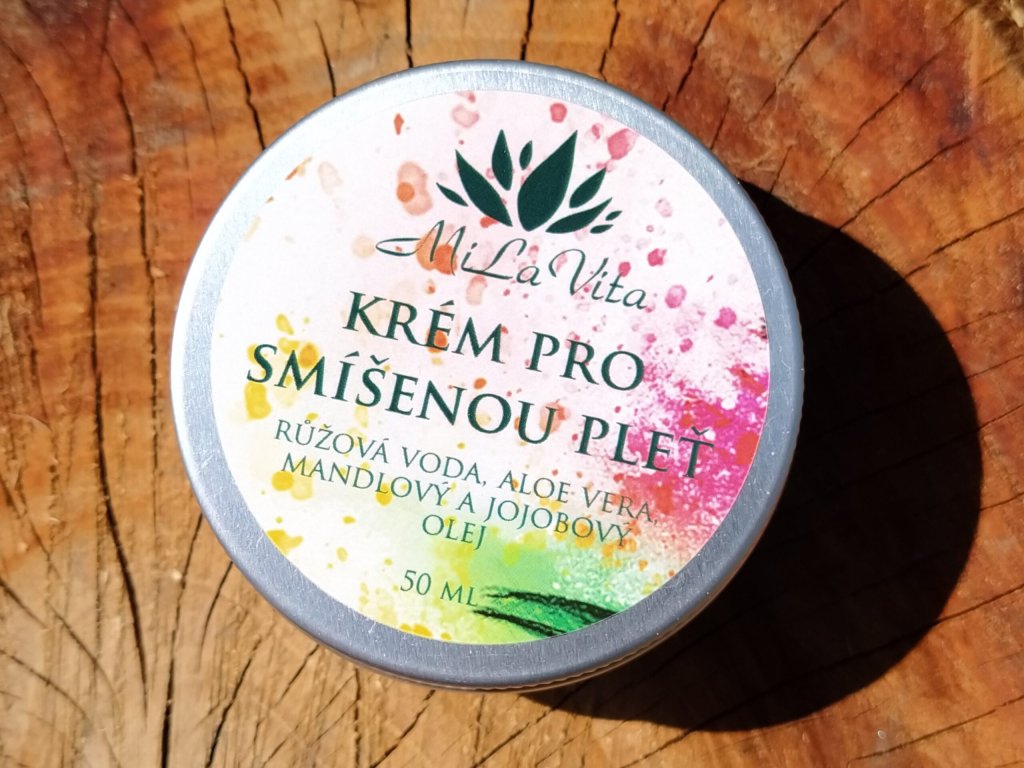 MiLaVita
KRÉM PRO
SMÍŠENOU PLEŤ
RŮŽOVÁ VODA, ALOE VERA,
MANDLOVÝ A JOJOBOVÝ
OLEJ
50 ML